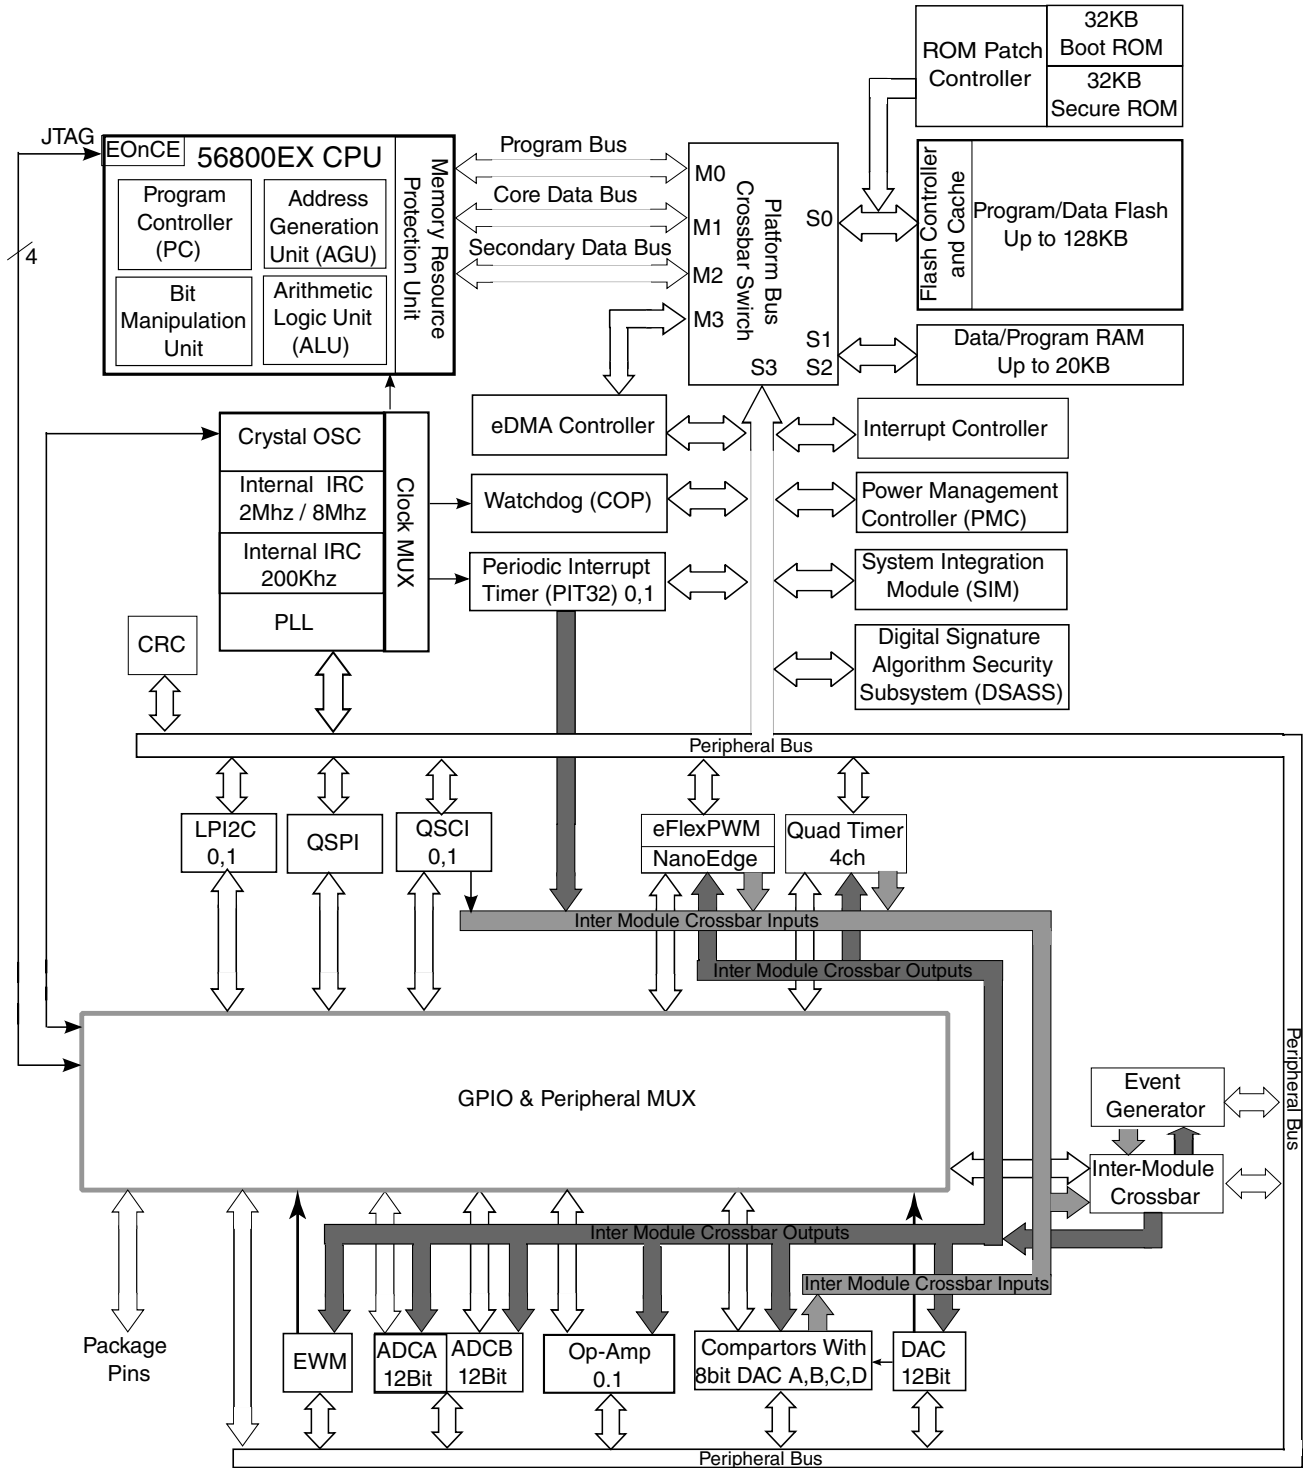 32KB
Boot ROM
ROM Patch
Controller
32KB
Secure ROM
JTAG
EOnCE
56800EX CPU
Program
Controller
(PC)
Address
Generation
Unit (AGU)
Bit
Manipulation
Unit
Arithmetic
Logic Unit
(ALU)
Memory Resource
Protection Unit
4
Program Bus
Core Data Bus
Secondary Data Bus
M0
M1
M2
M3
Platform Bus
Crossbar Swirch
S0
S1
S2
S3
Flash Controller
and Cache
Program/Data Flash
Up to 128KB
Data/Program RAM
Up to 20KB
Crystal OSC
Internal IRC
2Mhz / 8Mhz
Internal IRC
200Khz
PLL
Clock MUX
eDMA Controller
Watchdog (COP)
Periodic Interrupt
Timer (PIT32) 0,1
Interrupt Controller
Power Management
Controller (PMC)
System Integration
Module (SIM)
Digital Signature
Algorithm Security
Subsystem (DSASS)
CRC
Peripheral Bus
LPI2C
0,1
QSPI
QSCI
0,1
eFlexPWM
NanoEdge
Quad Timer
4ch
Inter Module Crossbar Inputs
Inter Module Crossbar Outputs
GPIO & Peripheral MUX
Peripheral Bus
Event
Generator
Inter-Module
Crossbar
Inter Module Crossbar Outputs
Inter Module Crossbar Inputs
Package
Pins
EWM
ADCA
12Bit
ADCB
12Bit
Op-Amp
0.1
Compartors With
8bit DAC A,B,C,D
DAC
12Bit
Peripheral Bus